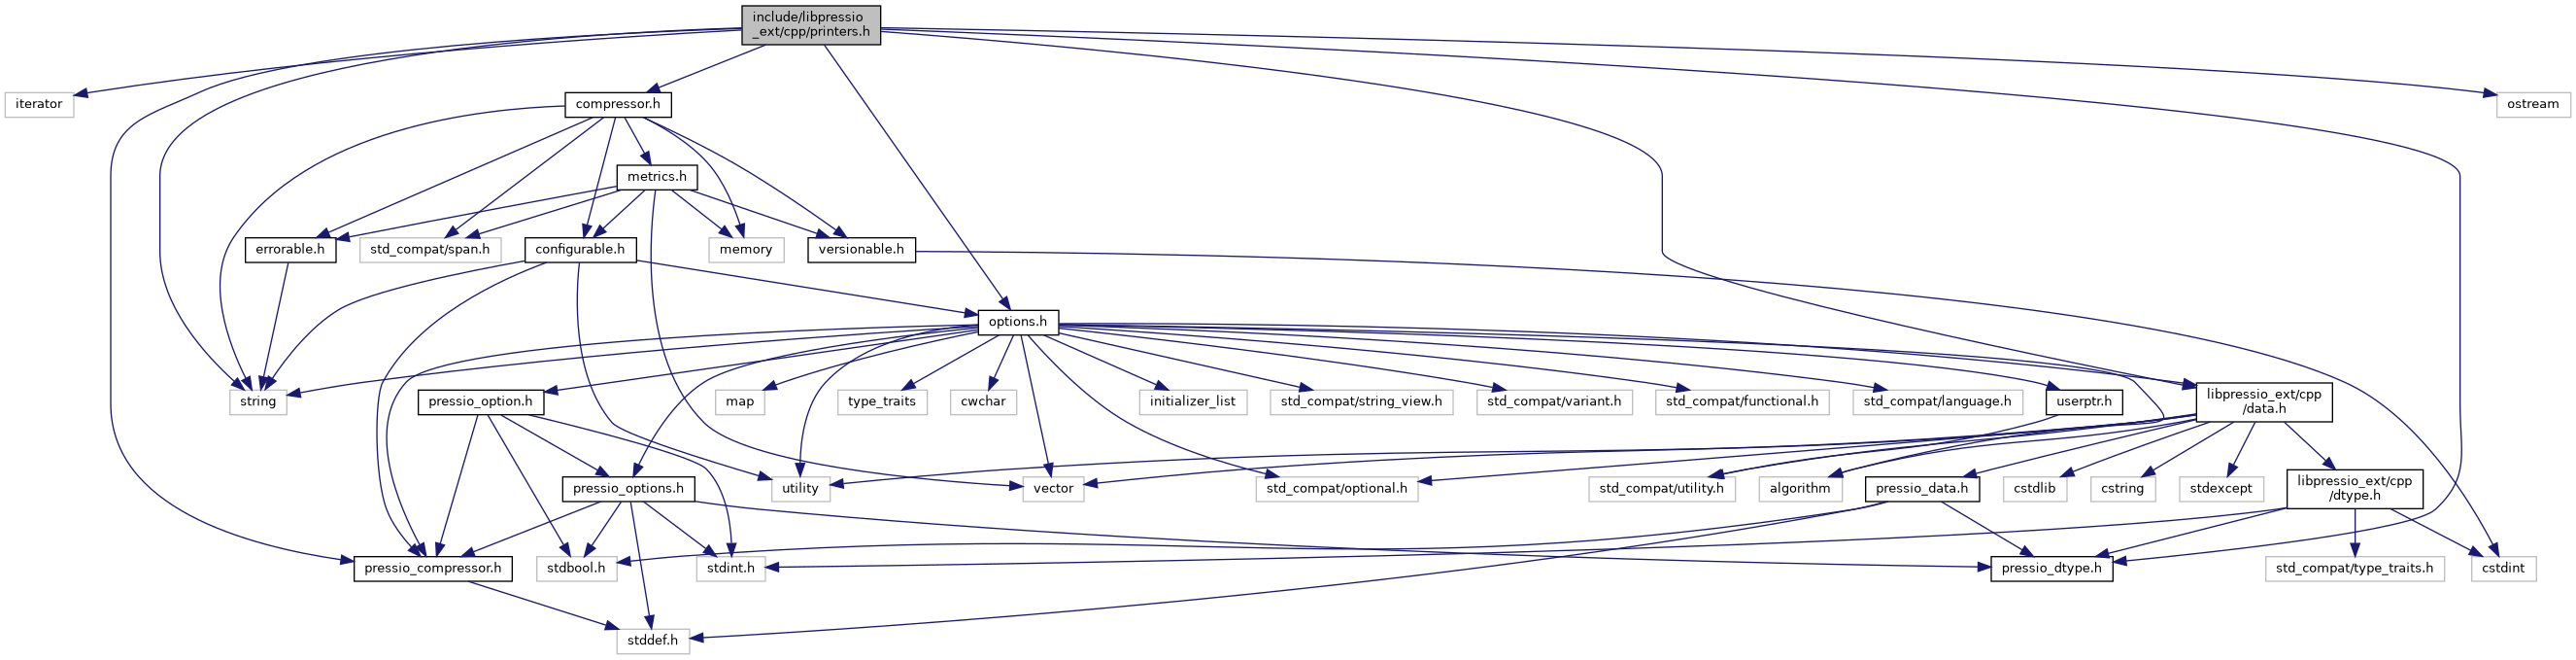 include/libpressio
_ext/cpp/printers.h
iterator
compressor.h
ostream
metrics.h
errorable.h
std_compat/span.h
configurable.h
memory
versionable.h
options.h
string
pressio_option.h
map
type_traits
cwchar
initializer_list
std_compat/string_view.h
std_compat/variant.h
std_compat/functional.h
std_compat/language.h
userptr.h
libpressio_ext/cpp
/data.h
pressio_options.h
utility
vector
std_compat/optional.h
std_compat/utility.h
algorithm
pressio_data.h
cstdlib
cstring
stdexcept
libpressio_ext/cpp
/dtype.h
pressio_compressor.h
stdbool.h
stdint.h
pressio_dtype.h
std_compat/type_traits.h
cstdint
stddef.h